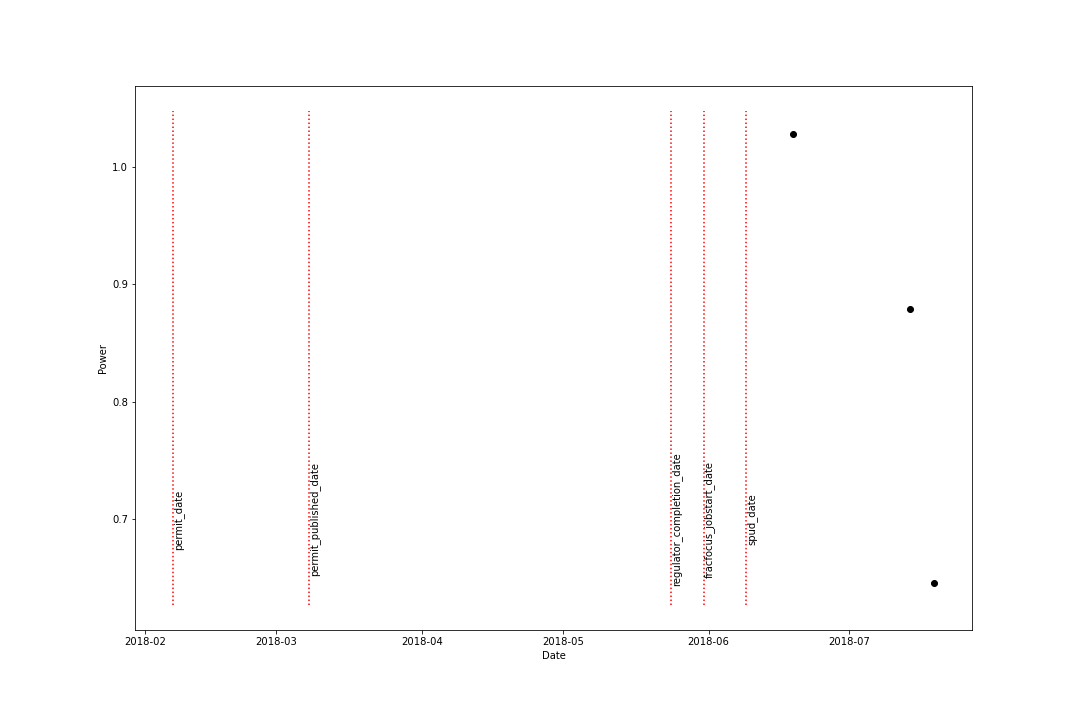 1.0
0.9
0.8
0.7
Power
permit_date
permit_published_date
regulator_completion_date
fracfocus_jobstart_date
spud_date
2018-02 2018-03 2018-04 2018-05 2018-06 2018-07
Date